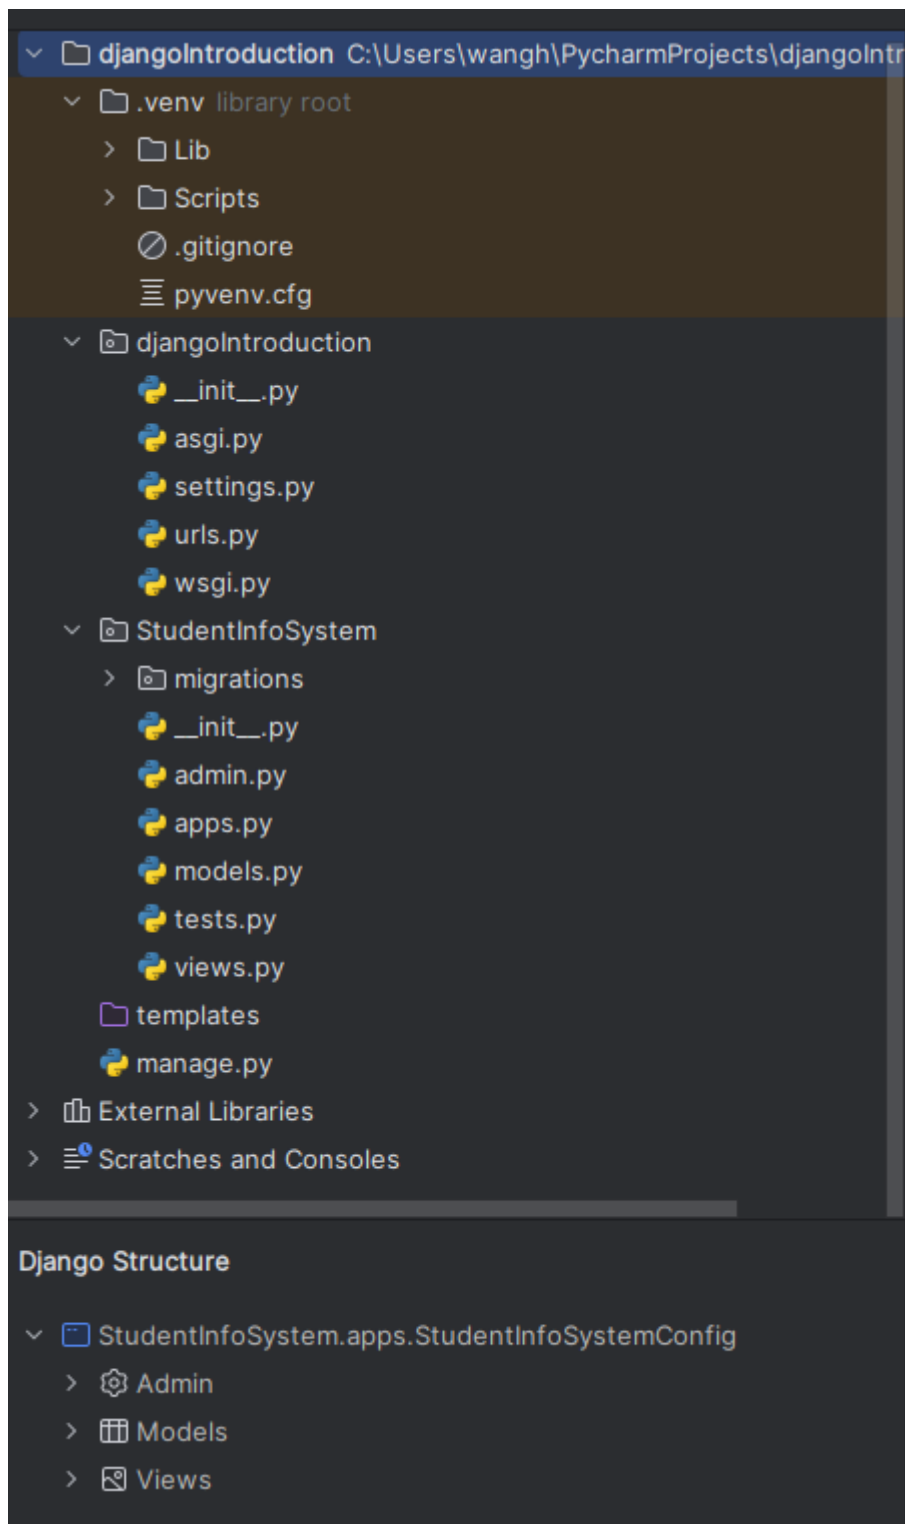 djangoIntroduction C:\Users\wangh\PycharmProjects\djangoIntr
.venv library root
Lib
Scripts
.gitignore
pyvenv.cfg
djangoIntroduction
__init__.py
asgi.py
settings.py
urls.py
wsgi.py
StudentInfoSystem
migrations
__init__.py
admin.py
apps.py
models.py
tests.py
views.py
templates
manage.py
External Libraries
Scratches and Consoles
Django Structure
StudentInfoSystem.apps.StudentInfoSystemConfig
Admin
Models
Views